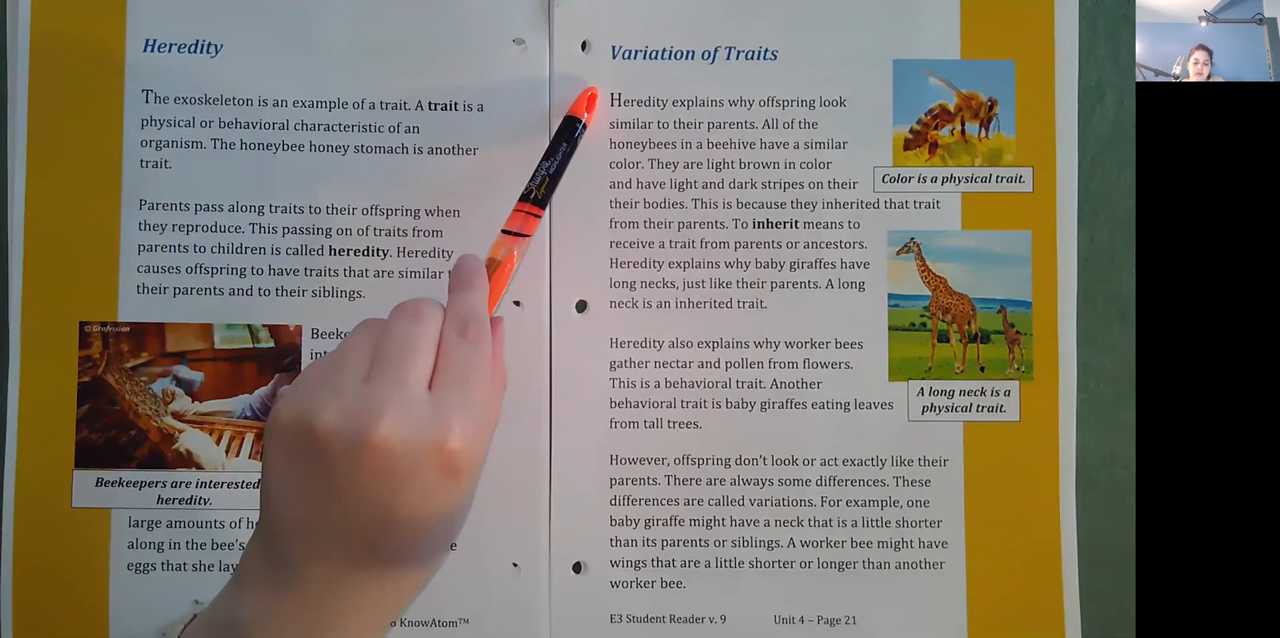 Heredity
The exoskeleton is an example of a trait. A trait is a
physical or behavioral characteristic of an
organism. The honeybee honey stomach is another
trait.
Parents pass along traits to their offspring when
they reproduce. This passing on of traits from
parents to children is called heredity. Heredity
causes offspring to have traits that are similar
their parents and to their siblings.
© Grafvision
Beekeepers are interested
heredity.
large amounts of
along in the bee's
eggs that she
KnowAtom™
Variation of Traits
Heredity explains why offspring look
similar to their parents. All of the
honeybees in a beehive have a similar
color. They are light brown in color
and have light and dark stripes on their
their bodies. This is because they inherited that trait
from their parents. To inherit means to
receive a trait from parents or ancestors.
Heredity explains why baby giraffes have
long necks, just like their parents. A long
neck is an inherited trait.
Color is a physical trait.
A long neck is a
physical trait.
Heredity also explains why worker bees
gather nectar and pollen from flowers.
This is a behavioral trait. Another
behavioral trait is baby giraffes eating leaves
from tall trees.
However, offspring don't look or act exactly like their
parents. There are always some differences. These
differences are called variations. For example, one
baby giraffe might have a neck that is a little shorter
than its parents or siblings. A worker bee might have
wings that are a little shorter or longer than another
worker bee.
E3 Student Reader v. 9 Unit 4 – Page 21
Sharpie
HIGHLIGHTER